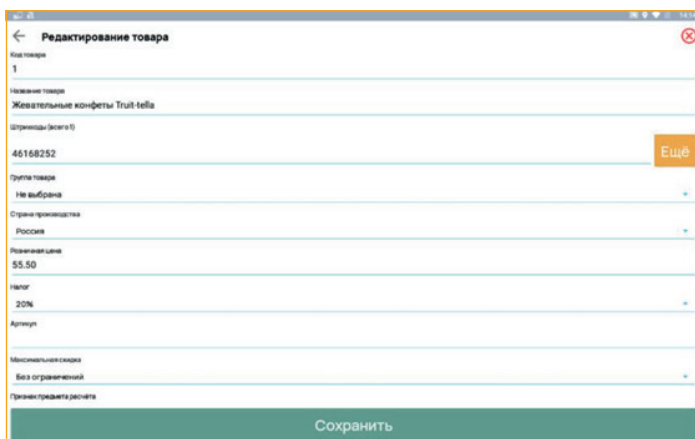 14:14
Редактирование товара
Код товара
1
Название товара
Жевательные конфеты Truit-tella
Штрихкоды (всего 1)
46168252
Ещё
Группа товара
Не выбрана
Страна производства
Россия
Розничная цена
55.50
Налог
20%
Артикул
Максимальная скидка
Без ограничений
Признак предмета расчёта
Сохранить